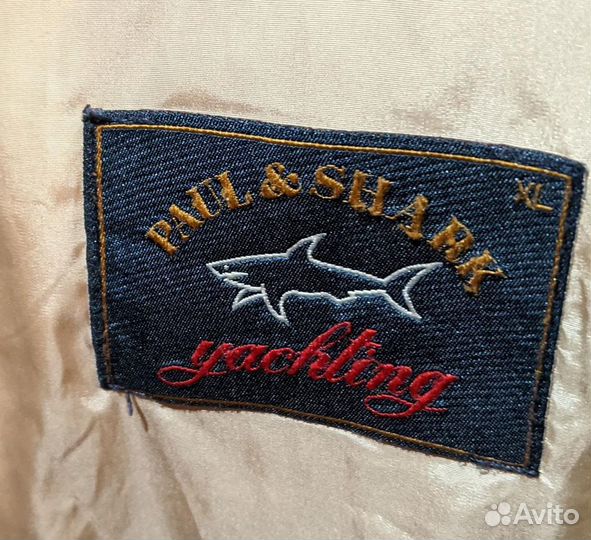 PAUL & SHARK
XL
yachting
Avito